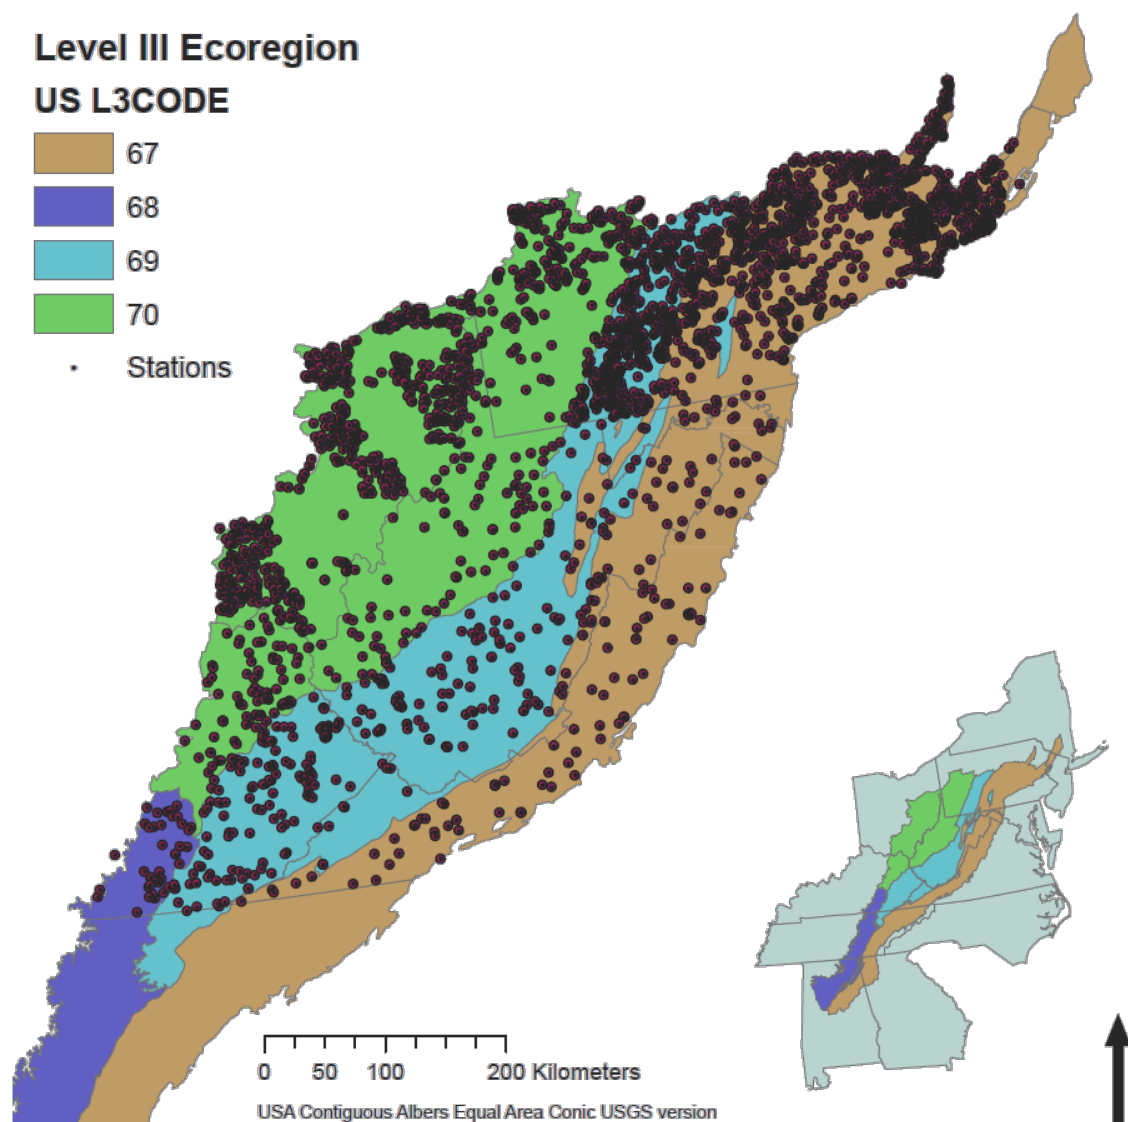 Level III Ecoregion
US L3CODE
67
68
69
70
Stations
0 50 100 200 Kilometers
USA Contiguous Albers Equal Area Conic USGS version